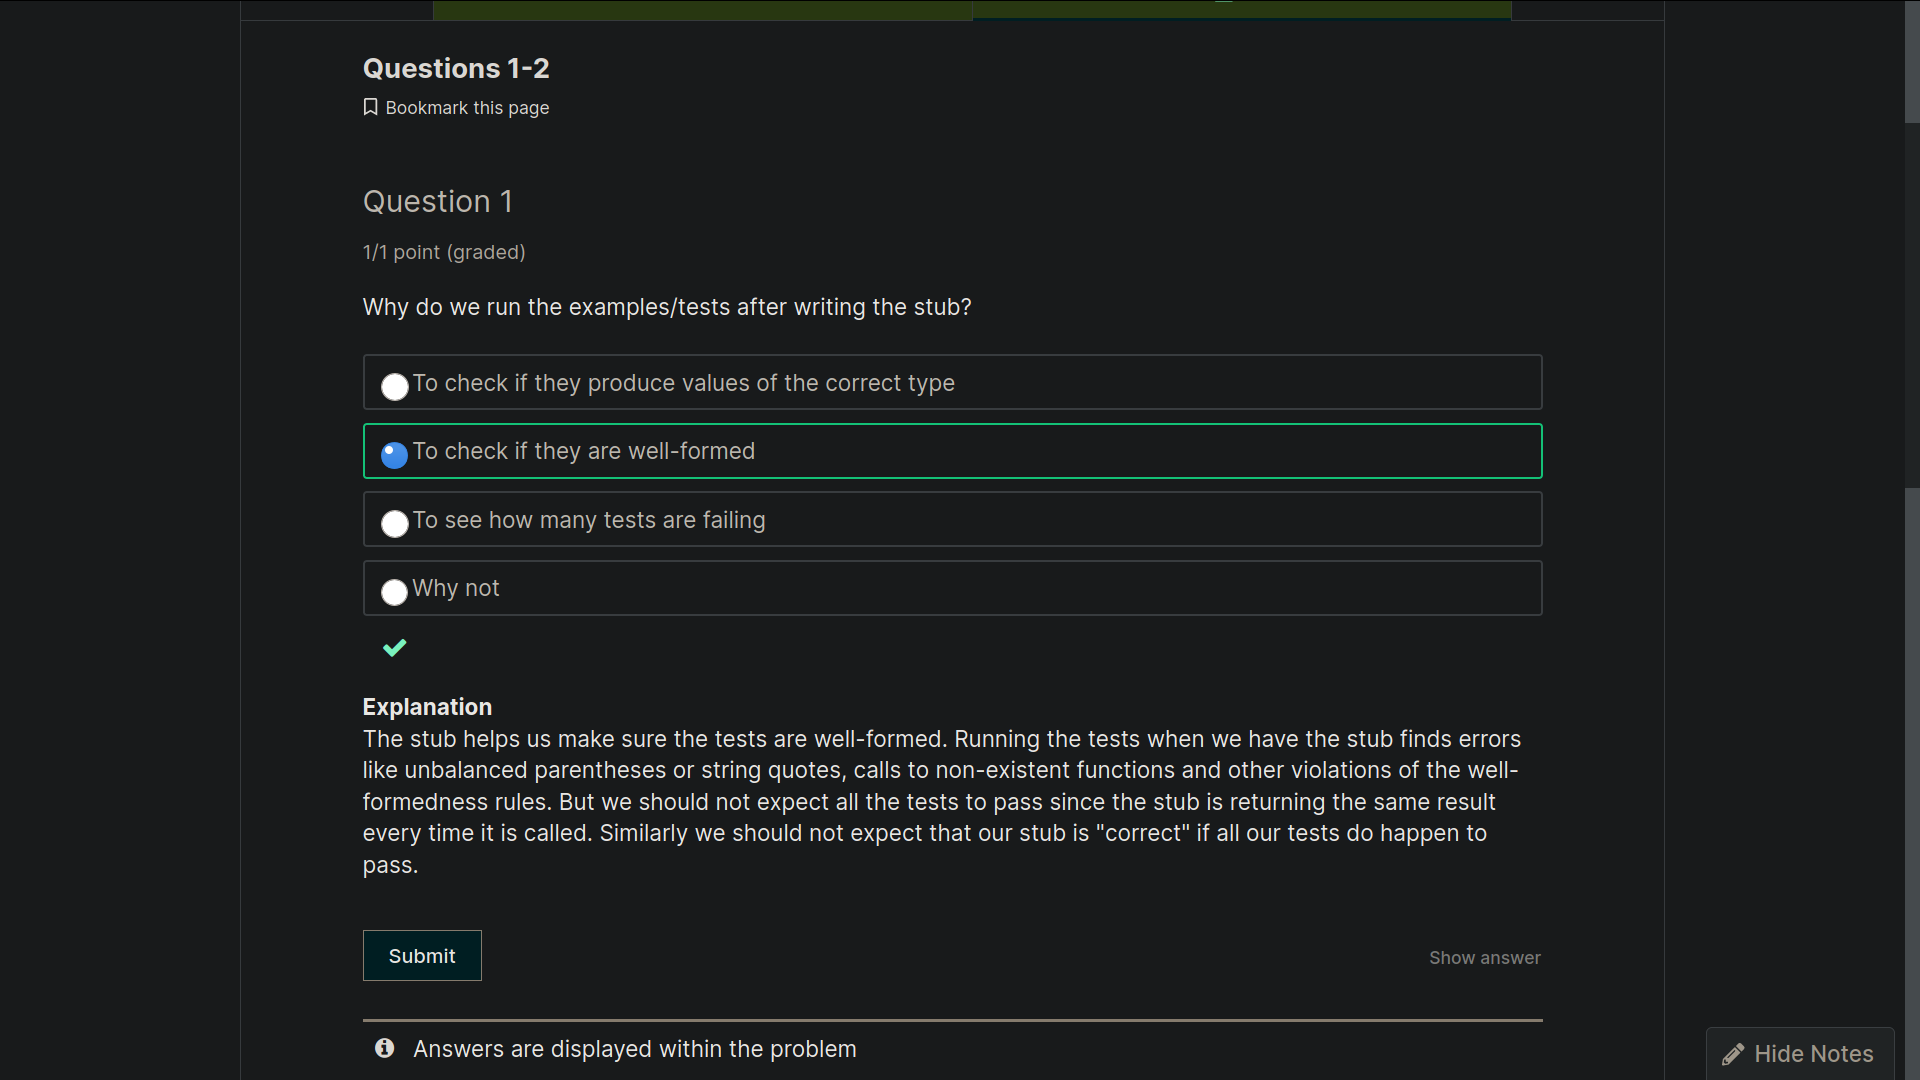 Questions 1-2
Bookmark this page
Question 1
1/1 point (graded)
Why do we run the examples/tests after writing the stub?
To check if they produce values of the correct type
To check if they are well-formed
To see how many tests are failing
Why not
Explanation
The stub helps us make sure the tests are well-formed. Running the tests when we have the stub finds errors
like unbalanced parentheses or string quotes, calls to non-existent functions and other violations of the well-
formedness rules. But we should not expect all the tests to pass since the stub is returning the same result
every time it is called. Similarly we should not expect that our stub is "correct" if all our tests do happen to
pass.
Submit
Show answer
Answers are displayed within the problem
Hide Notes